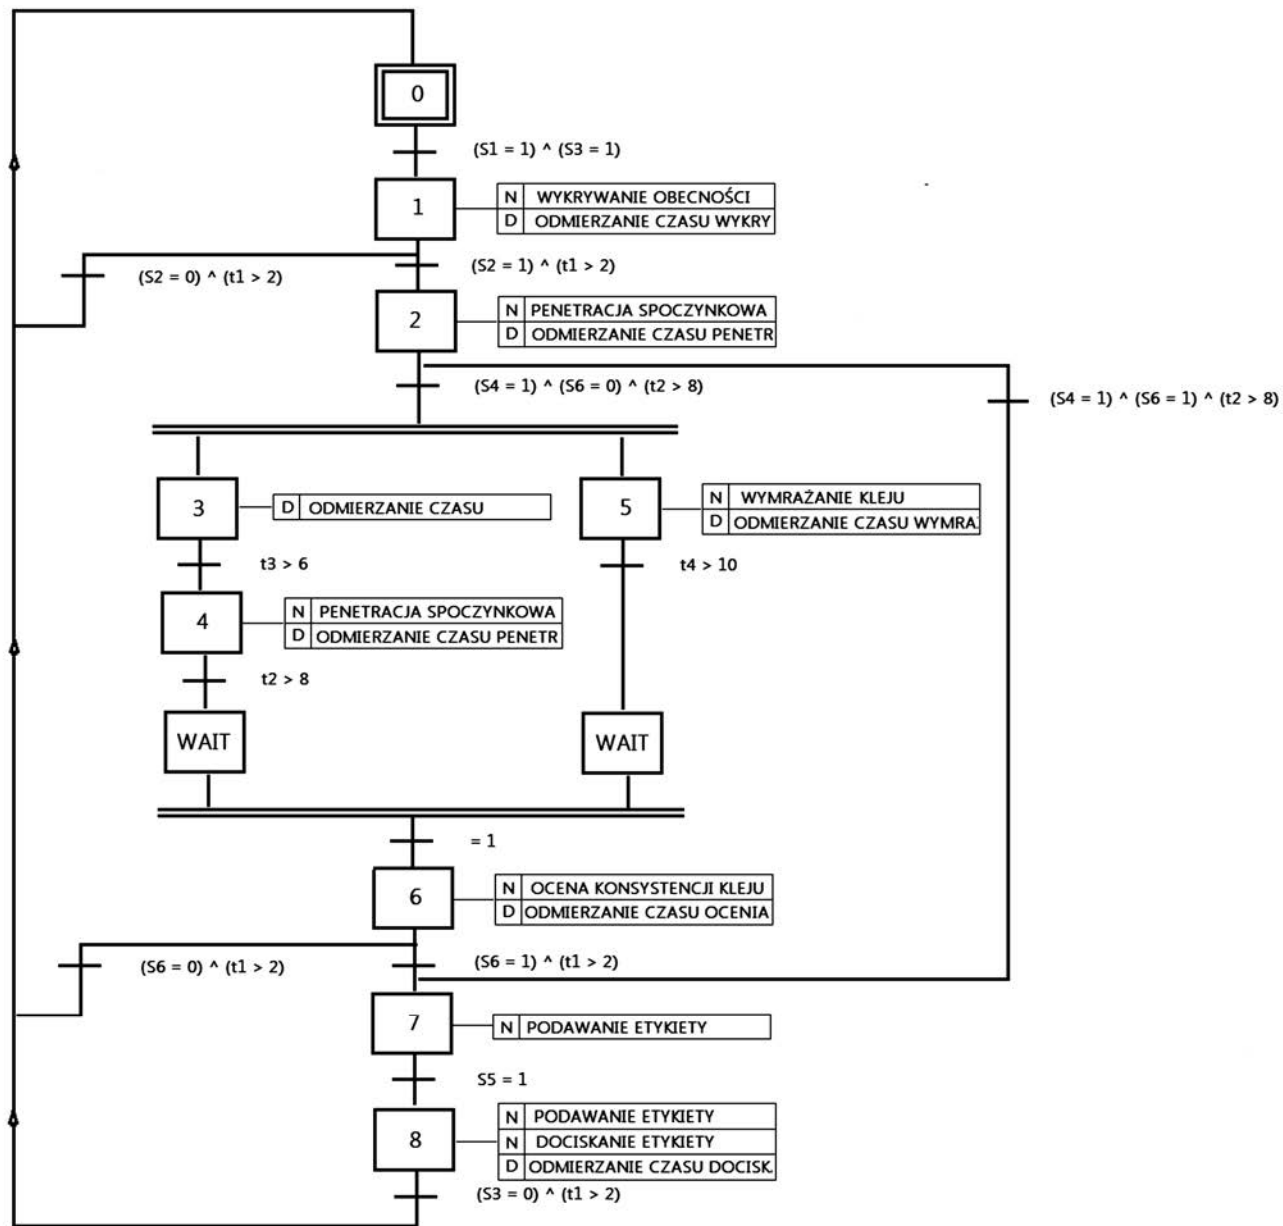 0
(S1 = 1) ^ (S3 = 1)
1
N WYKRYWANIE OBECNOŚCI
D ODMIERZANIE CZASU WYKRY
(S2 = 0) ^ (t1 > 2)
(S2 = 1) ^ (t1 > 2)
2
N PENETRACJA SPOCZYNKOWA
D ODMIERZANIE CZASU PENETR
(S4 = 1) ^ (S6 = 0) ^ (t2 > 8)
(S4 = 1) ^ (S6 = 1) ^ (t2 > 8)
3
D ODMIERZANIE CZASU
5
N WYMRAŻANIE KLEJU
D ODMIERZANIE CZASU WYMRAŻ
t3 > 6
t4 > 10
4
N PENETRACJA SPOCZYNKOWA
D ODMIERZANIE CZASU PENETR
t2 > 8
WAIT
WAIT
= 1
6
N OCENA KONSYSTENCJI KLEJU
D ODMIERZANIE CZASU OCENIA
(S6 = 0) ^ (t1 > 2)
(S6 = 1) ^ (t1 > 2)
7
N PODAWANIE ETYKIETY
S5 = 1
8
N PODAWANIE ETYKIETY
N DOCISKANIE ETYKIETY
D ODMIERZANIE CZASU DOCISK
(S3 = 0) ^ (t1 > 2)